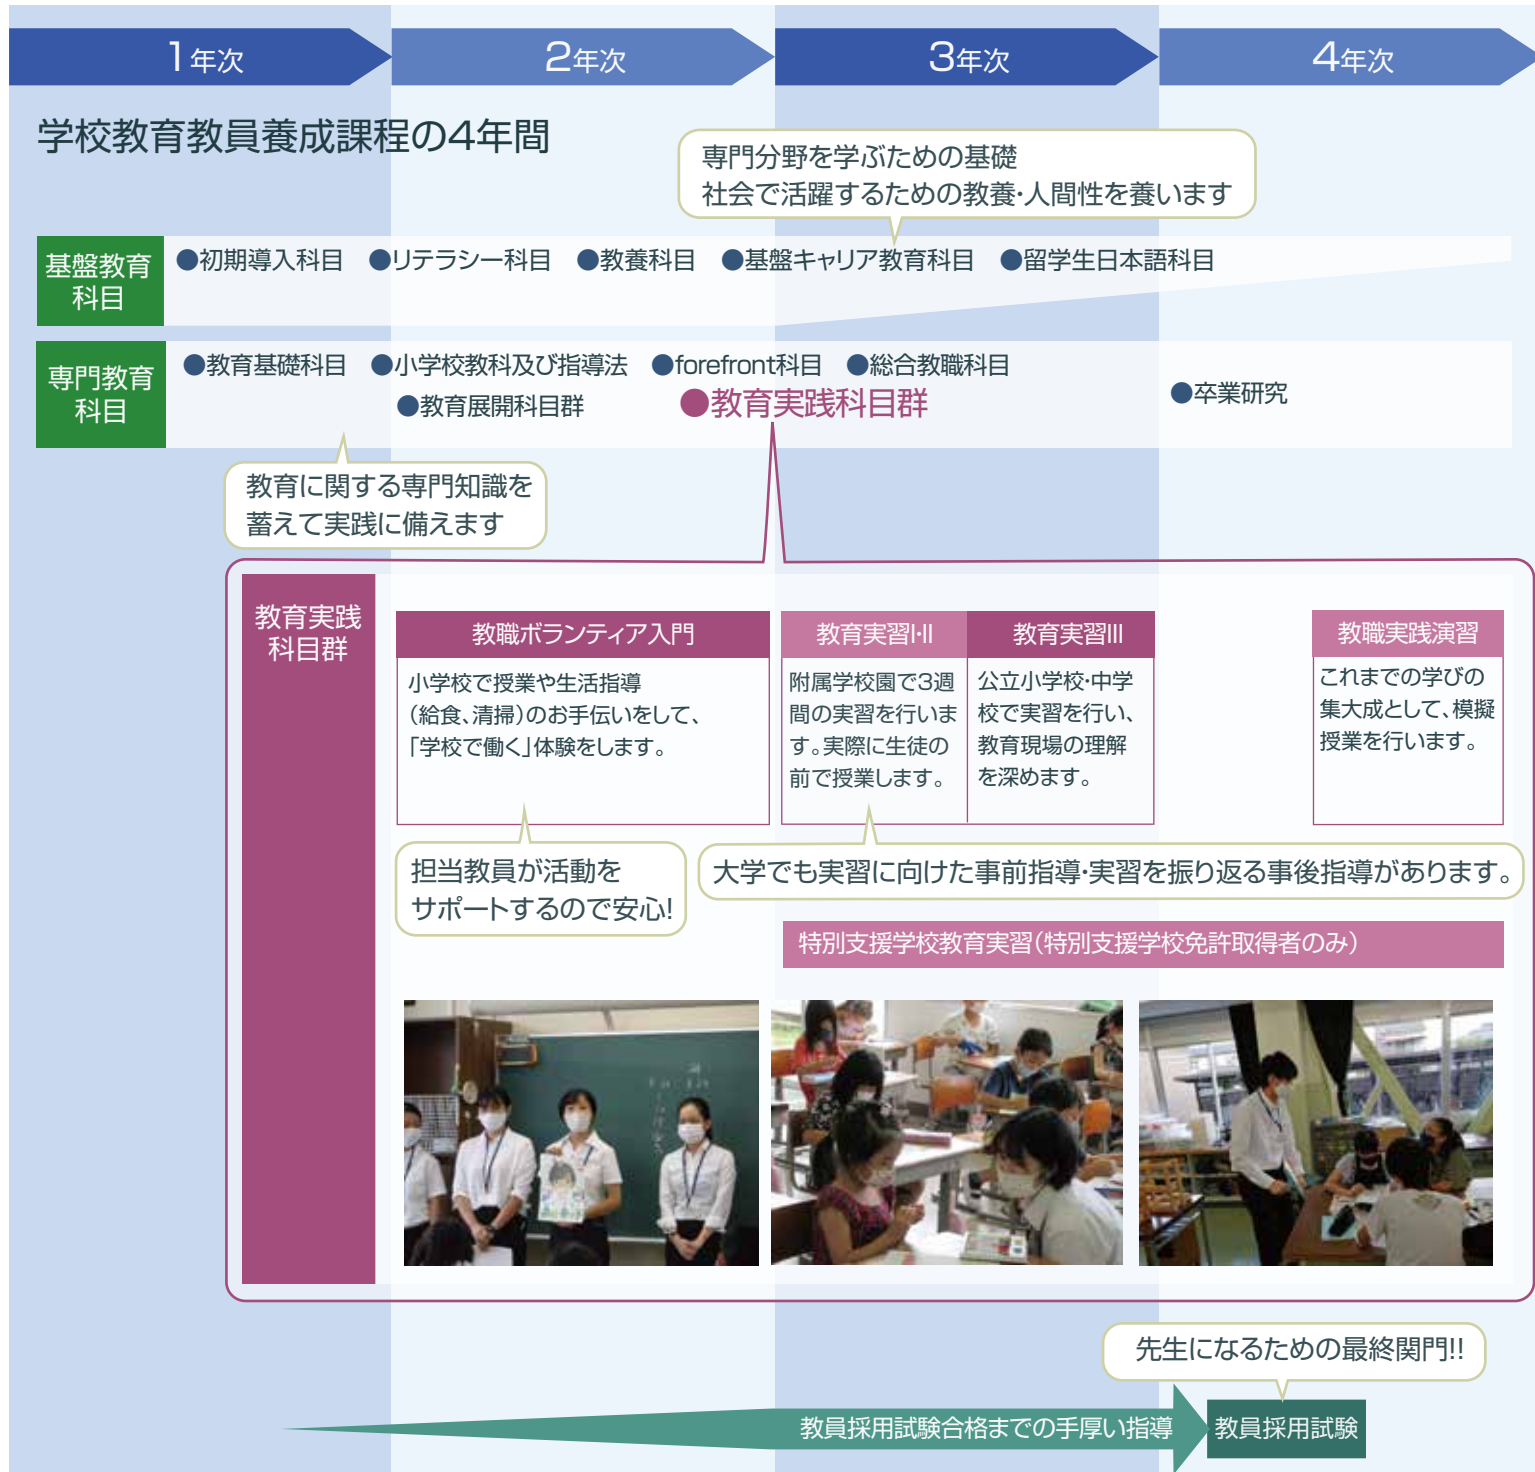 1年次
2年次
3年次
4年次
学校教育教員養成課程の4年間
専門分野を学ぶための基礎
社会で活躍するための教養・人間性を養います
基盤教育
科目
●初期導入科目 ●リテラシー科目 ●教養科目 ●基盤キャリア教育科目 ●留学生日本語科目
専門教育
科目
●教育基礎科目 ●小学校教科及び指導法 ●forefront科目 ●総合教職科目
●教育展開科目群 ●教育実践科目群 ●卒業研究
教育に関する専門知識を
蓄えて実践に備えます
教育実践
科目群
教職ボランティア入門
小学校で授業や生活指導
(給食、清掃)のお手伝いをして、
「学校で働く」体験をします。
教育実習I・II
附属学校園で3週
間の実習を行いま
す。実際に生徒の
前で授業します。
教育実習III
公立小学校・中学
校で実習を行い、
教育現場の理解
を深めます。
教職実践演習
これまでの学びの
集大成として、模擬
授業を行います。
担当教員が活動を
サポートするので安心!
大学でも実習に向けた事前指導・実習を振り返る事後指導があります。
特別支援学校教育実習(特別支援学校免許取得者のみ)
先生になるための最終関門!!
教員採用試験合格までの手厚い指導
教員採用試験